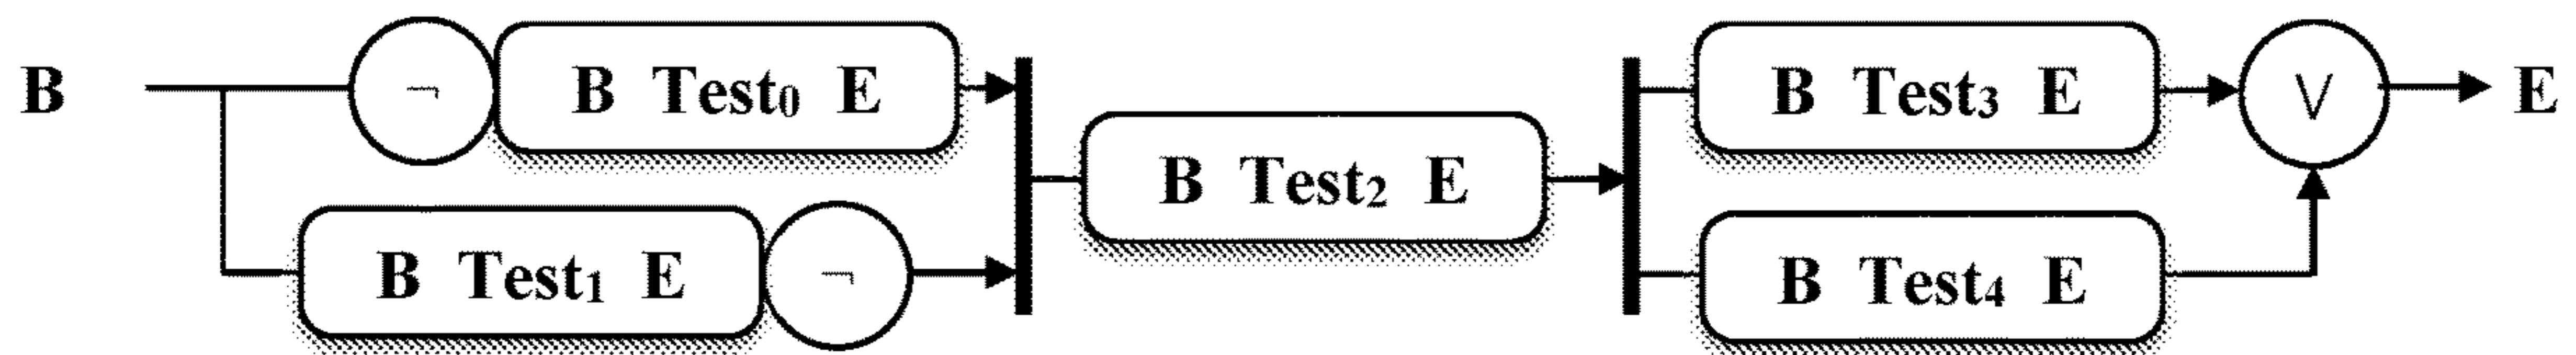 B ¬ B Test₀ E B Test₃ E ∨ E
B Test₂ E
B Test₁ E ¬ B Test₄ E